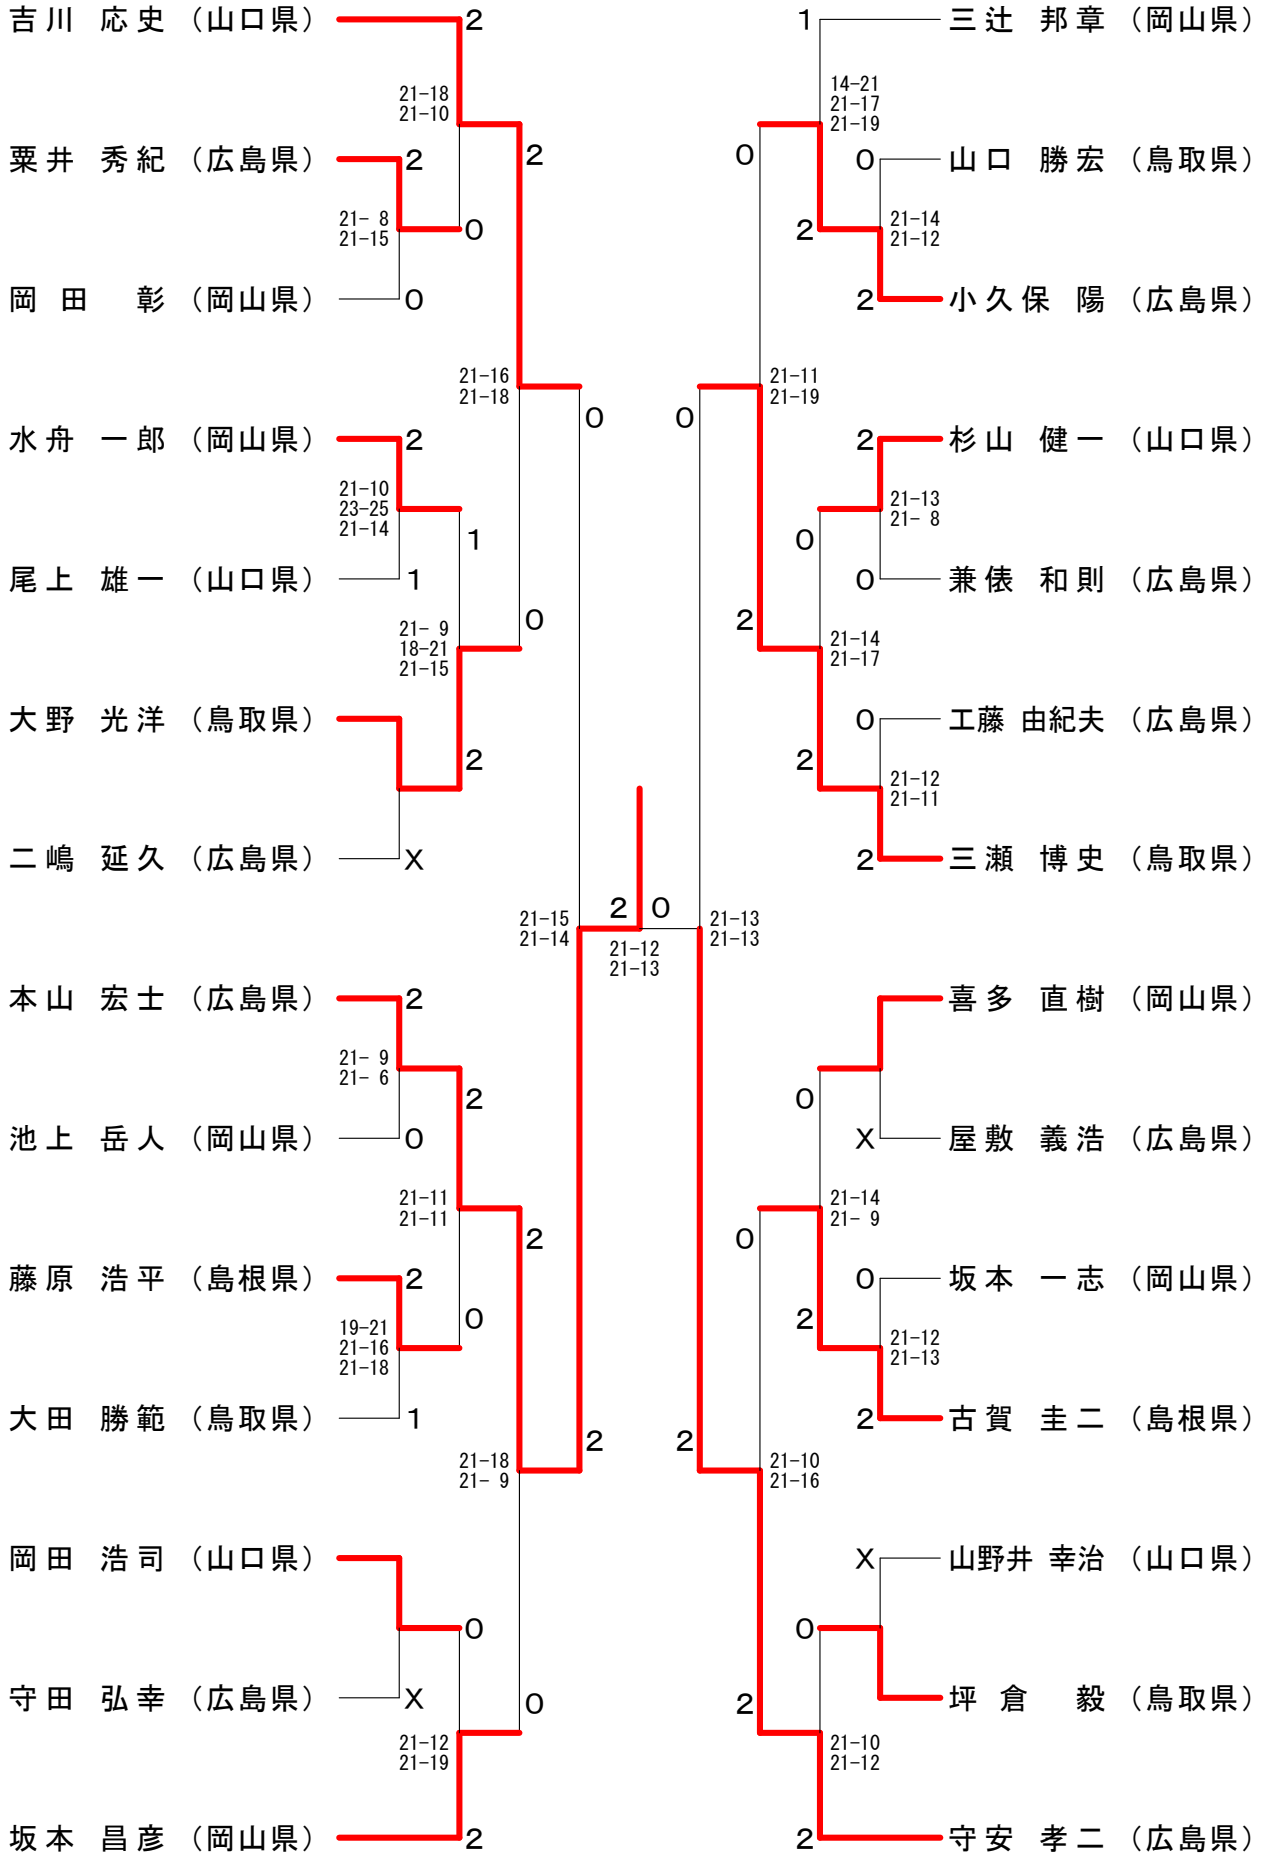 吉川 応史 （山口県） 2
21-18
21-10
粟井 秀紀 （広島県） 2
2
21- 8
21-15
0
岡田 彰 （岡山県） 0
21-16
21-18
0
水舟 一郎 （岡山県） 2
21-10
23-25
21-14
1
尾上 雄一 （山口県） 1
0
21- 9
18-21
21-15
大野 光洋 （鳥取県）
2
二嶋 延久 （広島県） X
21-15
21-14
本山 宏士 （広島県） 2
21- 9
21- 6
2
池上 岳人 （岡山県） 0
21-11
21-11
2
藤原 浩平 （島根県） 2
19-21
21-16
21-18
0
大田 勝範 （鳥取県） 1
2
21-18
21- 9
岡田 浩司 （山口県）
0
守田 弘幸 （広島県） X
0
21-12
21-19
坂本 昌彦 （岡山県） 2
2 0
21-12
21-13
1 三辻 邦章 （岡山県）
14-21
21-17
21-19
0
0 山口 勝宏 （鳥取県）
2
21-14
21-12
2 小久保 陽 （広島県）
21-11
21-19
0
2 杉山 健一 （山口県）
21-13
21- 8
0
0 兼俵 和則 （広島県）
2
21-14
21-17
0 工藤 由紀夫 （広島県）
2
21-12
21-11
2 三瀬 博史 （鳥取県）
21-13
21-13
喜多 直樹 （岡山県）
0
X 屋敷 義浩 （広島県）
21-14
21- 9
0
0 坂本 一志 （岡山県）
2
21-12
21-13
2 古賀 圭二 （島根県）
2
21-10
21-16
X 山野井 幸治 （山口県）
0
坪倉 毅 （鳥取県）
2
21-10
21-12
2 守安 孝二 （広島県）